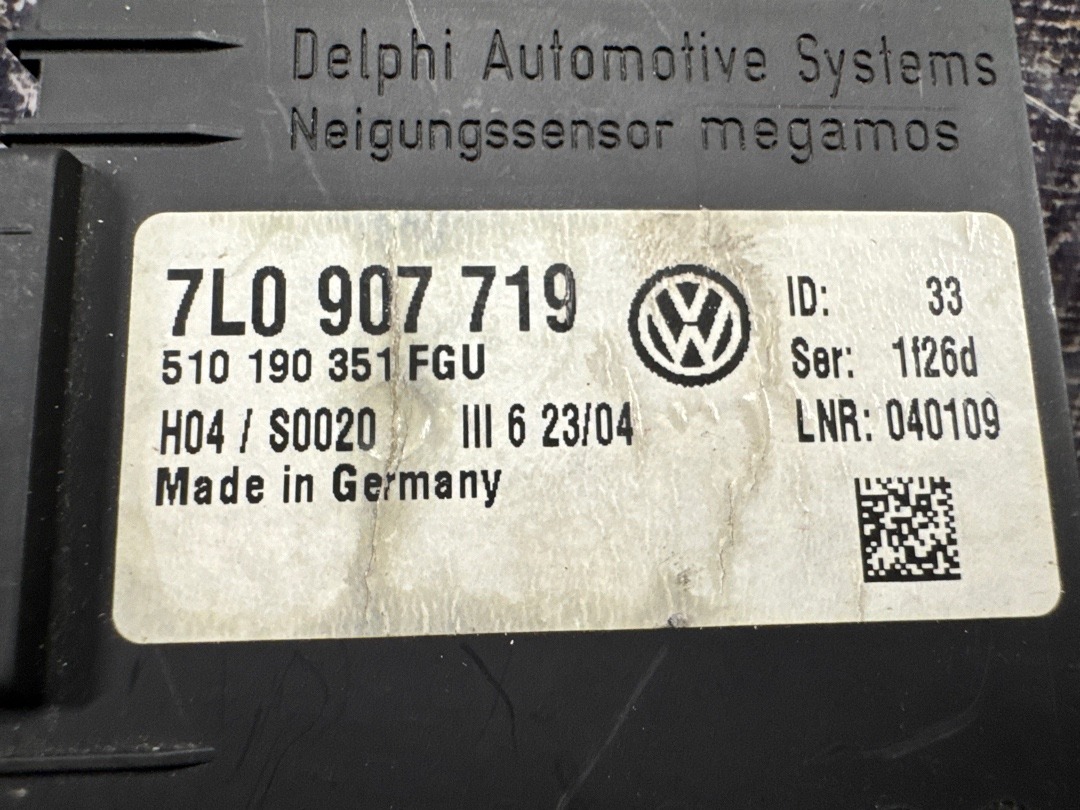 Delphi Automotive Systems
Neigungssensor megamos
7L0 907 719
510 190 351 FGU
H04 / S0020 III 6 23/04
Made in Germany
VW
ID: 33
Ser: 1f26d
LNR: 040109